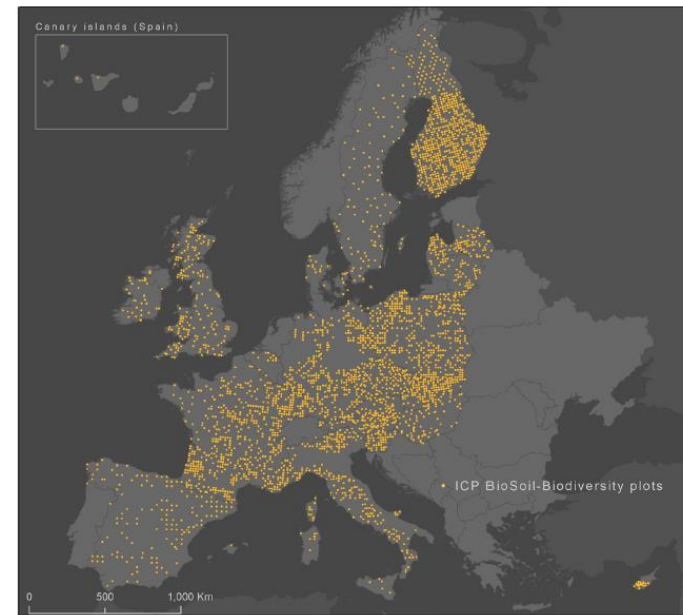 Canary islands (Spain)
ICP BioSoil-Biodiversity plots
0 500 1,000 Km